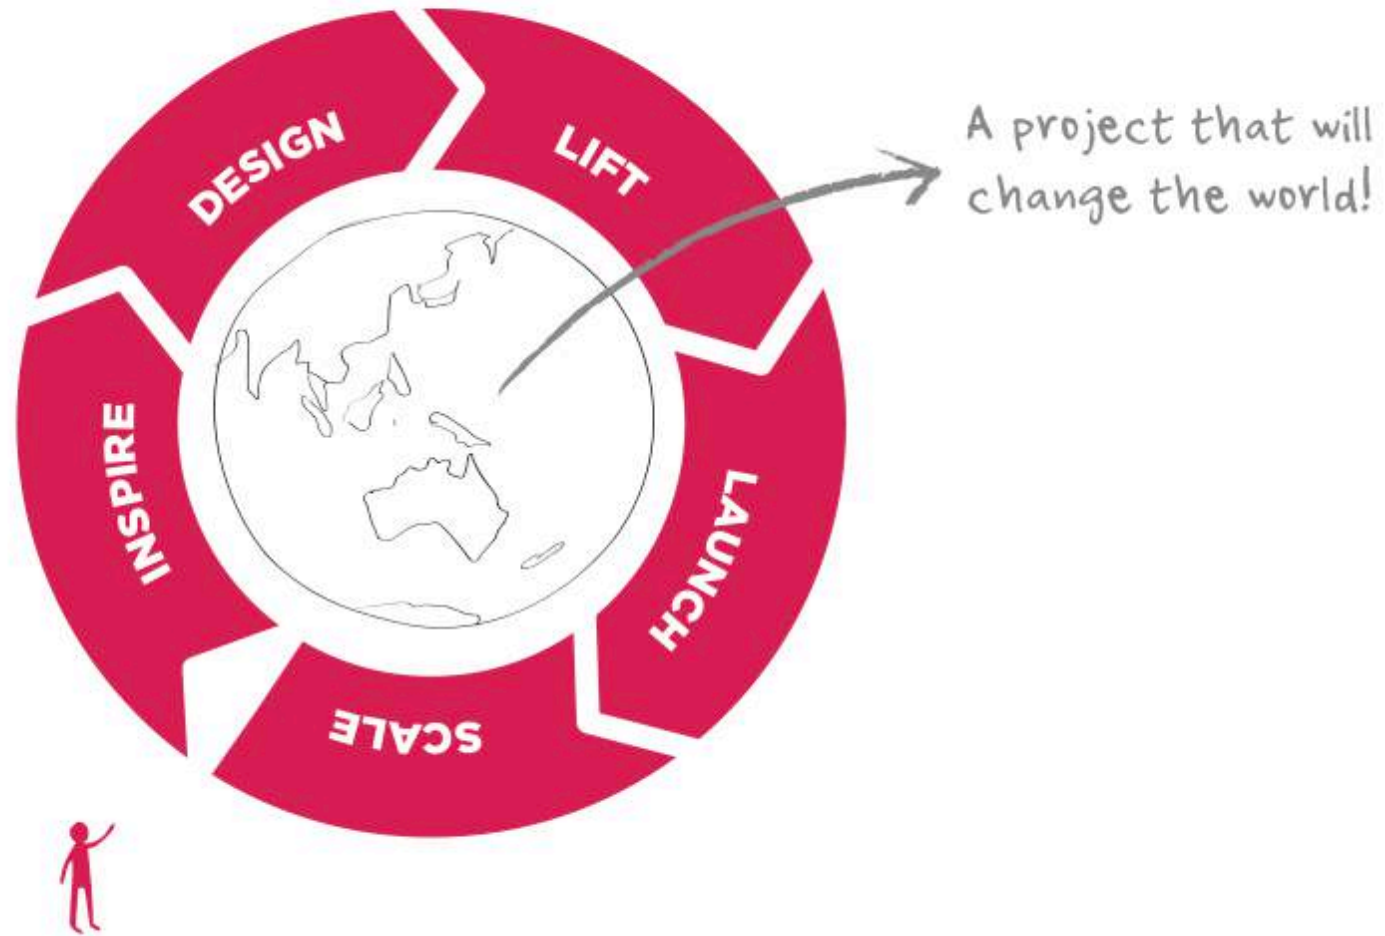 DESIGN
LIFT
A project that will
change the world!
INSPIRE
LAUNCH
SCALE